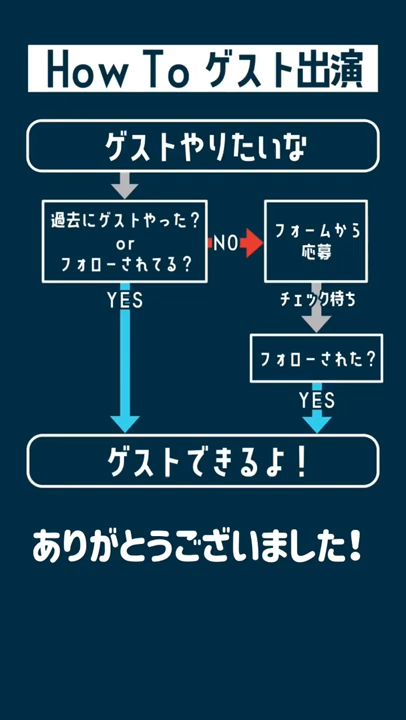 How To ゲスト出演
ゲストやりたいな
過去にゲストやった？
or
フォローされてる？
NO
フォームから
応募
YES
チェック待ち
フォローされた？
YES
ゲストできるよ！
ありがとうございました！